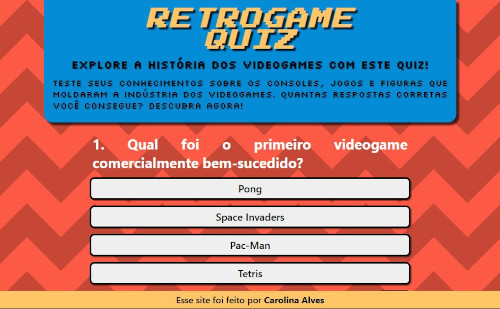 RETROGAME
QUIZ
EXPLORE A HISTÓRIA DOS VIDEOGAMES COM ESTE QUIZ!
TESTE SEUS CONHECIMENTOS SOBRE OS CONSOLES, JOGOS E FIGURAS QUE
MOLDARAM A INDÚSTRIA DOS VIDEOGAMES. QUANTAS RESPOSTAS CORRETAS
VOCÊ CONSEGUE? DESCUBRA AGORA!
1. Qual foi o primeiro videogame
comercialmente bem-sucedido?
Pong
Space Invaders
Pac-Man
Tetris
Esse site foi feito por Carolina Alves